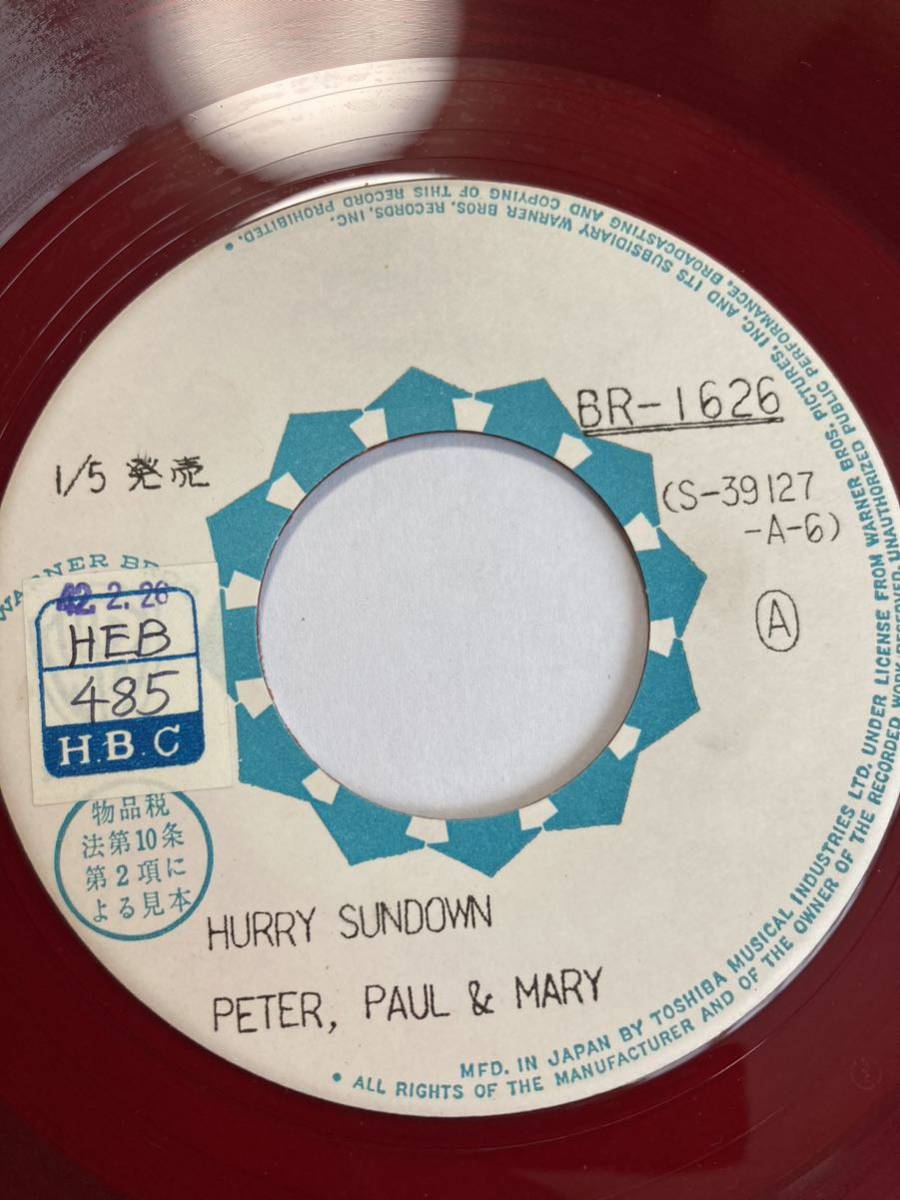 BR-1626
1/5 発売
(S-39127
-A-6)
A
WARNER BR
42.2.20
HEB
485
H.B.C
物品税
法第10条
第2項に
よる見本
HURRY SUNDOWN
PETER, PAUL & MARY
MFD. IN JAPAN BY TOSHIBA MUSICAL INDUSTRIES LTD. UNDER LICENSE FROM WARNER BROS. PICTURES, INC. AND ITS SUBSIDIARY WARNER BROS. RECORDS, INC.
• ALL RIGHTS OF THE MANUFACTURER AND OF THE OWNER OF THE RECORDED WORK RESERVED. UNAUTHORIZED PUBLIC PERFORMANCE, BROADCASTING AND COPYING OF THIS RECORD PROHIBITED. •